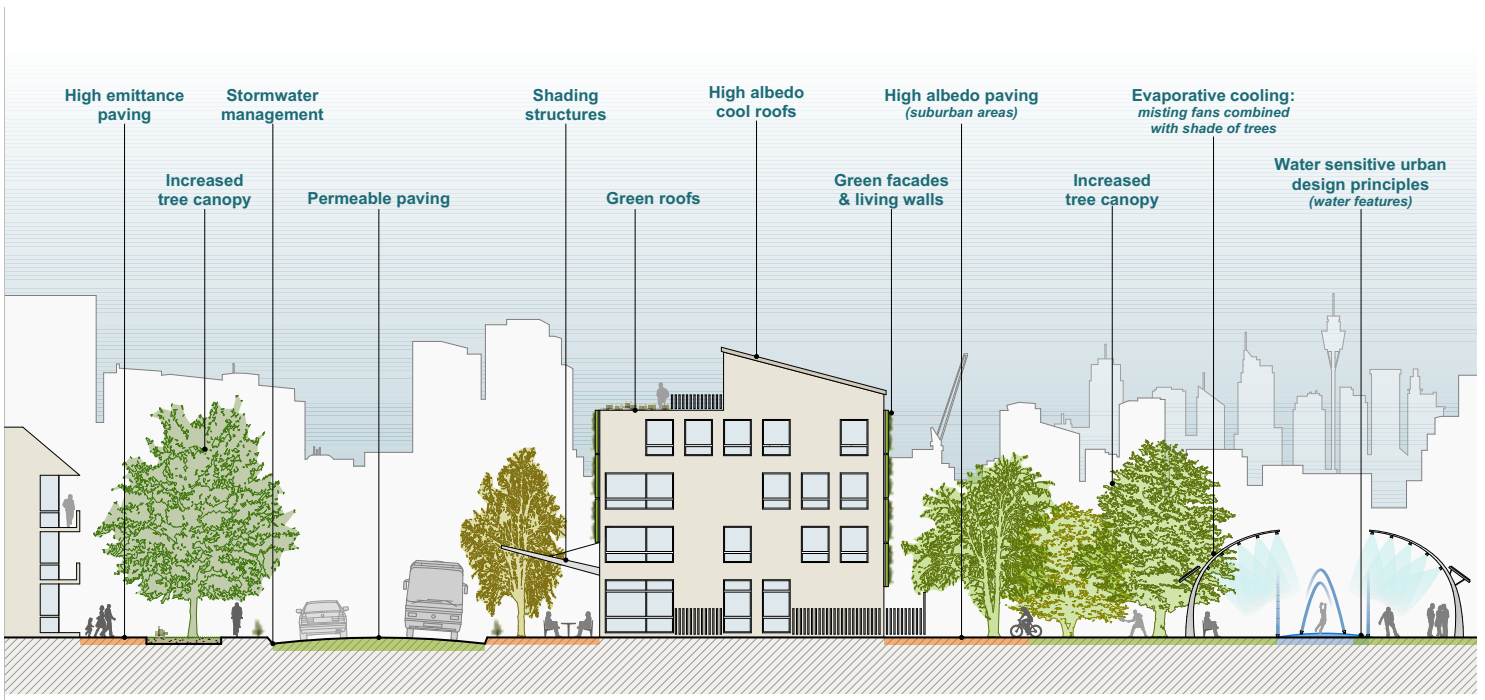 High emittance
paving
Stormwater
management
Shading
structures
High albedo
cool roofs
High albedo paving
(suburban areas)
Evaporative cooling:
misting fans combined
with shade of trees
Increased
tree canopy
Permeable paving
Green roofs
Green facades
& living walls
Increased
tree canopy
Water sensitive urban
design principles
(water features)